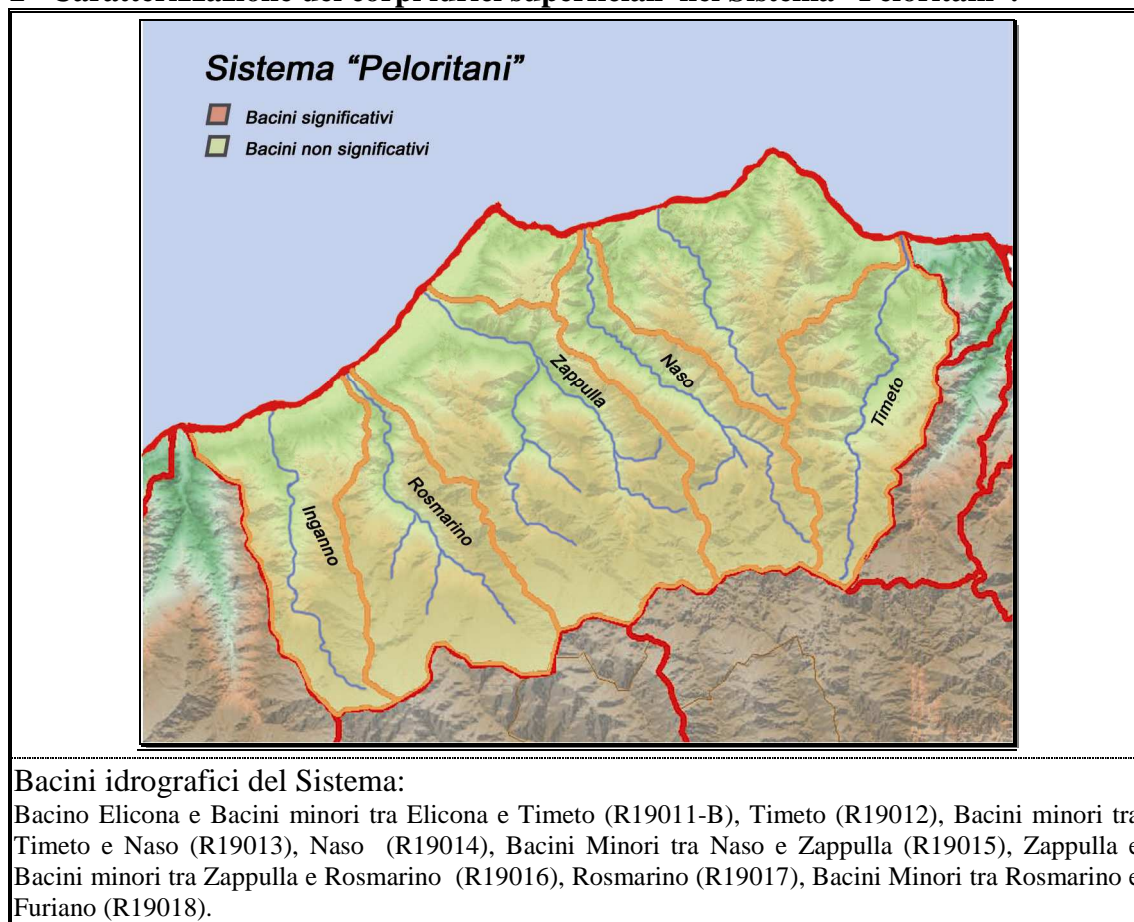 Sistema "Peloritani"
Bacini significativi
Bacini non significativi
Zappulla
Naso
Timeto
Rosmarino
Inganno
Bacini idrografici del Sistema:
Bacino Elicona e Bacini minori tra Elicona e Timeto (R19011-B), Timeto (R19012), Bacini minori tra
Timeto e Naso (R19013), Naso (R19014), Bacini Minori tra Naso e Zappulla (R19015), Zappulla e
Bacini minori tra Zappulla e Rosmarino (R19016), Rosmarino (R19017), Bacini Minori tra Rosmarino e
Furiano (R19018).